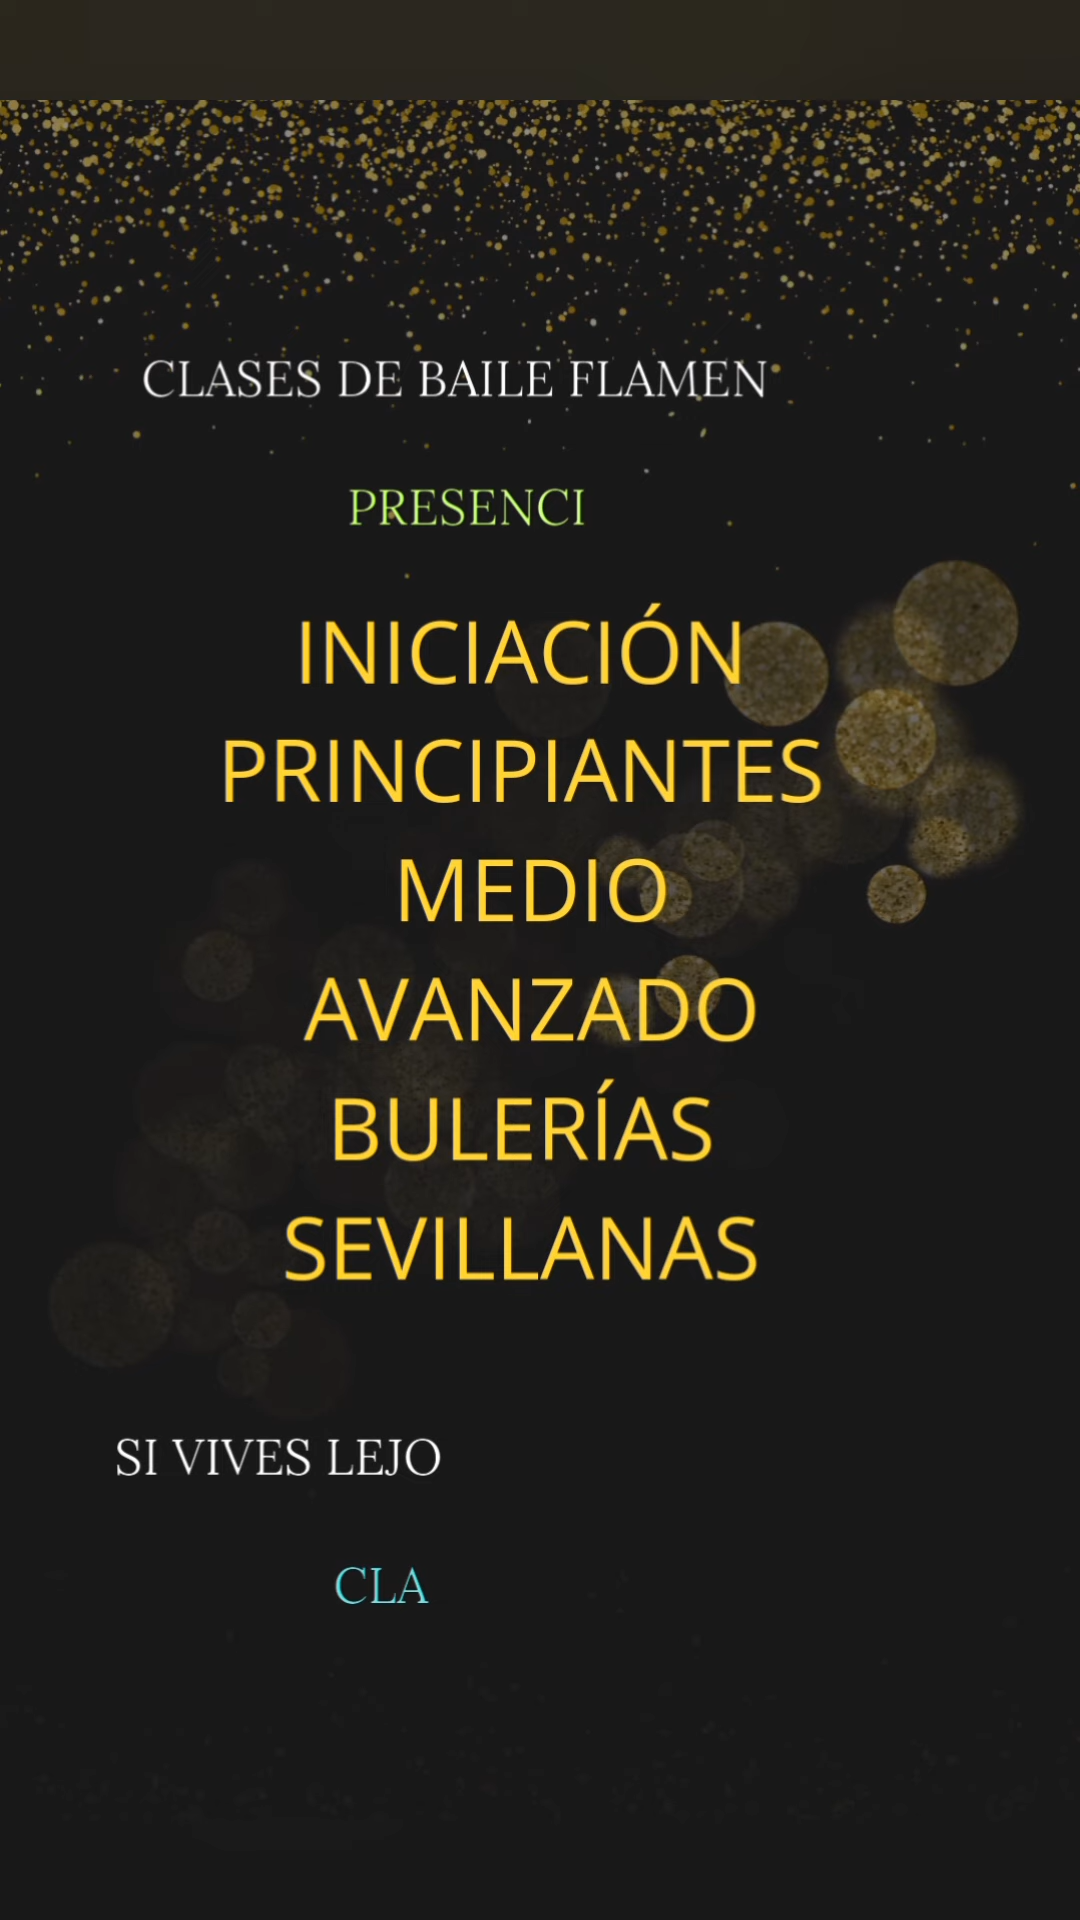 CLASES DE BAILE FLAMEN
PRESENCI
INICIACIÓN
PRINCIPIANTES
MEDIO
AVANZADO
BULERÍAS
SEVILLANAS
SI VIVES LEJO
CLA